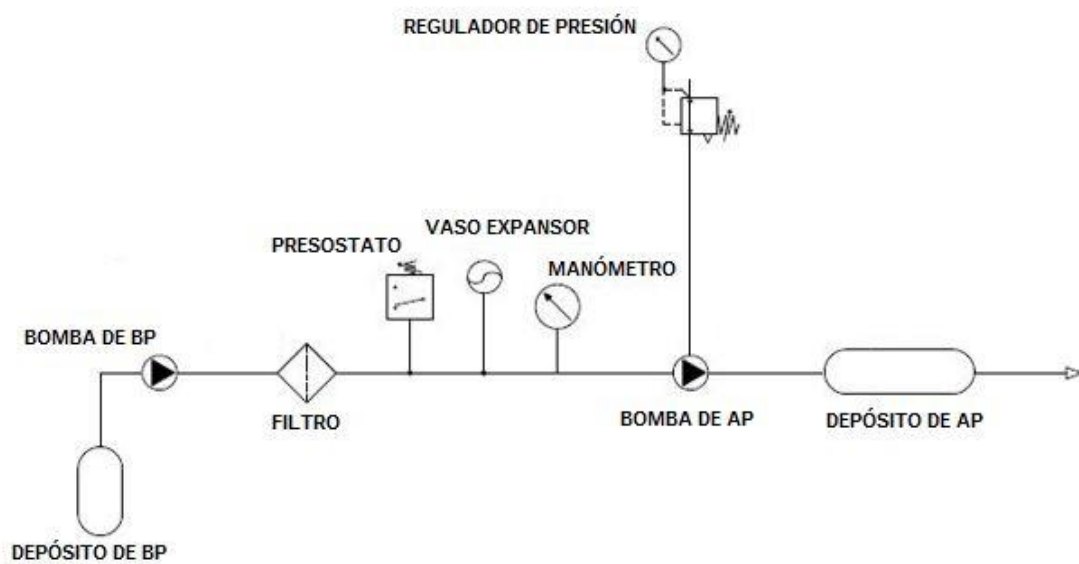 REGULADOR DE PRESIÓN
VASO EXPANSOR
PRESOSTATO
MANÓMETRO
BOMBA DE BP
FILTRO
BOMBA DE AP
DEPÓSITO DE AP
DEPÓSITO DE BP